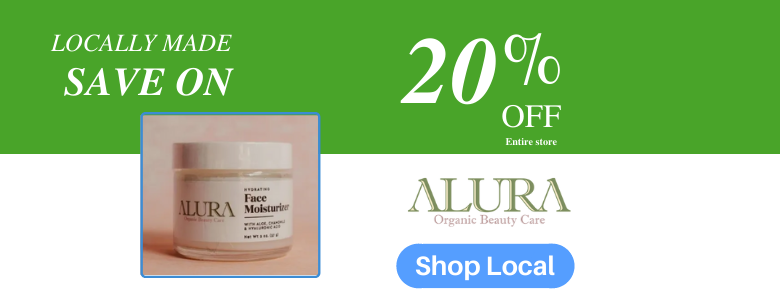 LOCALLY MADE
SAVE ON
20%
OFF
Entire store
ALURA
Organic Beauty Care
HYDRATING
Face
Moisturizer
WITH ALOE, CHAMOMILE
& HYALURONIC ACID
ALURA
Organic Beauty Care
Shop Local